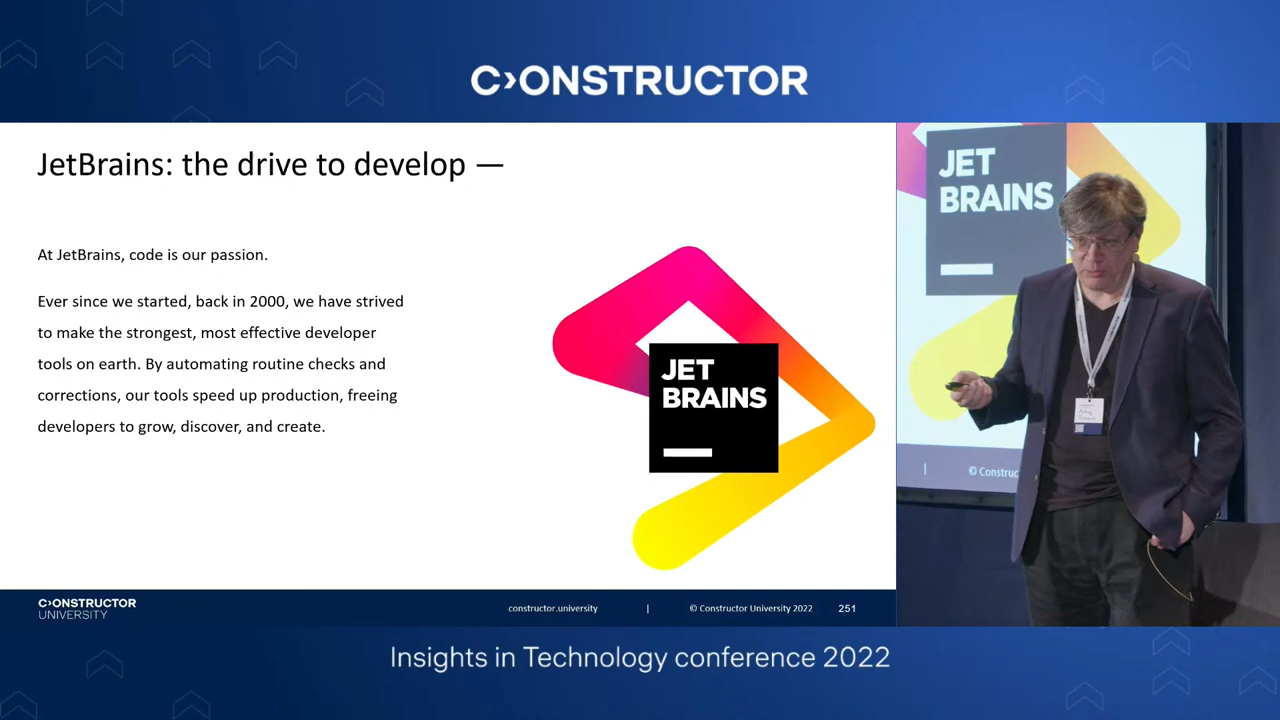 C›ONSTRUCTOR
JetBrains: the drive to develop —
At JetBrains, code is our passion.
Ever since we started, back in 2000, we have strived
to make the strongest, most effective developer
tools on earth. By automating routine checks and
corrections, our tools speed up production, freeing
developers to grow, discover, and create.
JET
BRAINS
JET
BRAINS
| © Construc
C›ONSTRUCTOR
UNIVERSITY
constructor.university | © Constructor University 2022 251
Insights in Technology conference 2022